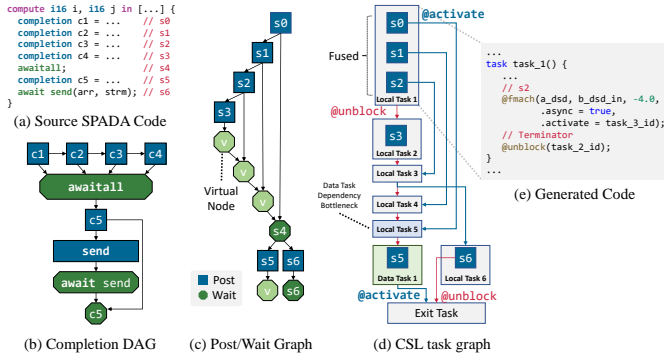 compute i16 i, i16 j in [...] {
completion c1 = ... // s0
completion c2 = ... // s1
completion c3 = ... // s2
completion c4 = ... // s3
awaitall; // s4
completion c5 = ... // s5
await send(arr, strm); // s6
}
(a) Source SPADA Code
c1 c2 c3 c4
awaitall
c5
send
await send
c5
(b) Completion DAG
s0
s1
s2
s3
v
v
v
s4
s5 s6
v s6
Virtual
Node
Post
Wait
(c) Post/Wait Graph
@activate
Fused
s0
s1
s2
Local Task 1
@unblock
s3
Local Task 2
Local Task 3
Data Task
Dependency
Bottleneck
Local Task 4
Local Task 5
s5
Data Task 1
s6
Local Task 6
@activate
@unblock
Exit Task
(d) CSL task graph
...
task task_1() {
...
// s2
@fmach(a_dsd, b_dsd_in, -4.0,
.async = true,
.activate = task_3_id);
// Terminator
@unblock(task_2_id);
}
...
(e) Generated Code